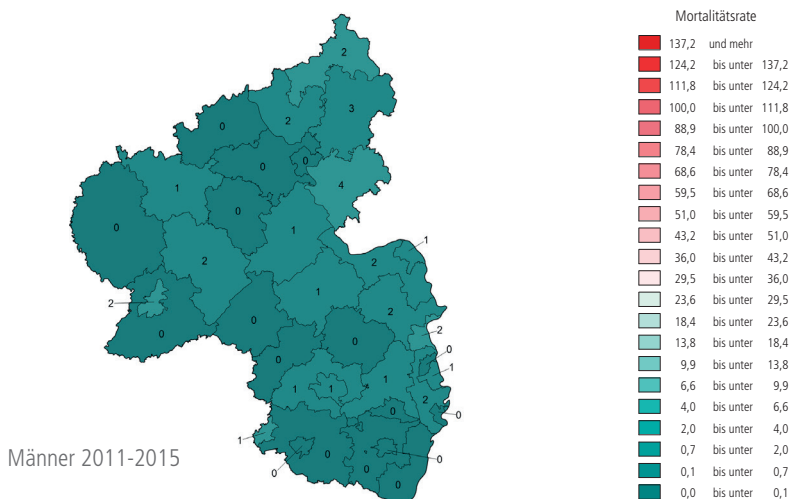 Mortalitätsrate
137,2 und mehr
124,2 bis unter 137,2
111,8 bis unter 124,2
100,0 bis unter 111,8
88,9 bis unter 100,0
78,4 bis unter 88,9
68,6 bis unter 78,4
59,5 bis unter 68,6
51,0 bis unter 59,5
43,2 bis unter 51,0
36,0 bis unter 43,2
29,5 bis unter 36,0
23,6 bis unter 29,5
18,4 bis unter 23,6
13,8 bis unter 18,4
9,9 bis unter 13,8
6,6 bis unter 9,9
4,0 bis unter 6,6
2,0 bis unter 4,0
0,7 bis unter 2,0
0,1 bis unter 0,7
0,0 bis unter 0,1
2
3
2
0
0
0
4
1
0
0
1
1
2
2
2
1
2
0
0
0
2
0
0
1
1
1
1
2
0
0
1
0
0
0
0
0
Männer 2011-2015